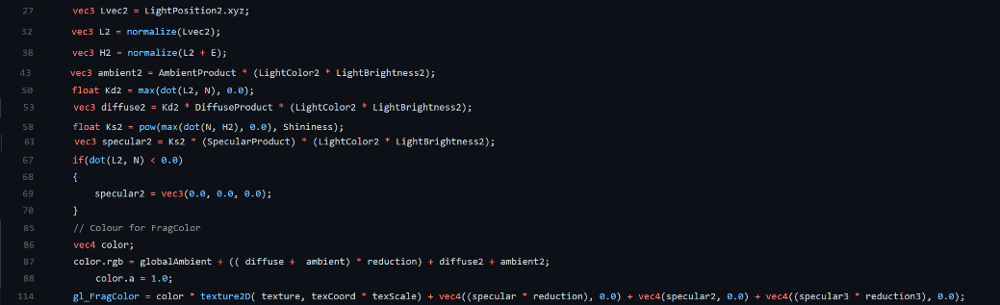 27 vec3 Lvec2 = LightPosition2.xyz;
32 vec3 L2 = normalize(Lvec2);
38 vec3 H2 = normalize(L2 + E);
43 vec3 ambient2 = AmbientProduct * (LightColor2 * LightBrightness2);
50 float Kd2 = max(dot(L2, N), 0.0);
53 vec3 diffuse2 = Kd2 * DiffuseProduct * (LightColor2 * LightBrightness2);
58 float Ks2 = pow(max(dot(N, H2), 0.0), Shininess);
61 vec3 specular2 = Ks2 * (SpecularProduct) * (LightColor2 * LightBrightness2);
67 if(dot(L2, N) < 0.0)
68 {
69 specular2 = vec3(0.0, 0.0, 0.0);
70 }
85 // Colour for FragColor
86 vec4 color;
87 color.rgb = globalAmbient + (( diffuse +  ambient) * reduction) + diffuse2 + ambient2;
88 color.a = 1.0;
114 gl_FragColor = color * texture2D( texture, texCoord * texScale) + vec4((specular * reduction), 0.0) + vec4(specular2, 0.0) + vec4((specular3 * reduction3), 0.0);